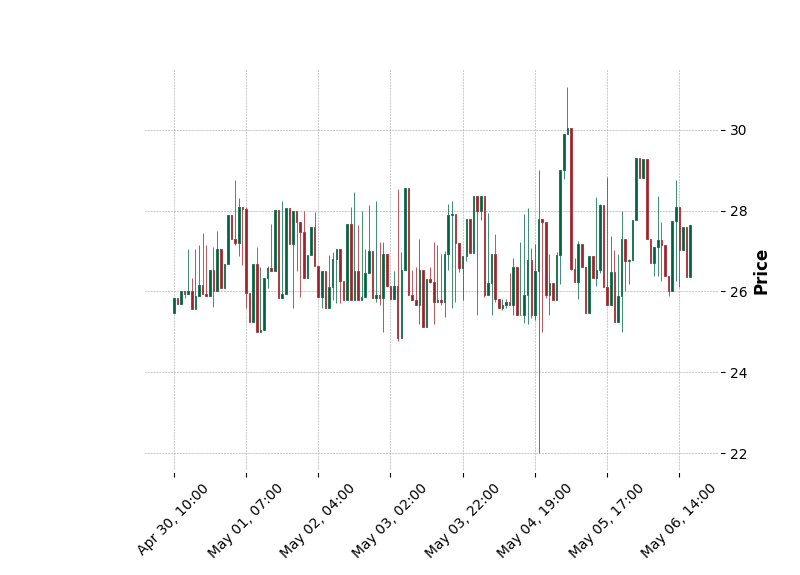 30
28
26
24
22
Price
Apr 30, 10:00
May 01, 07:00
May 02, 04:00
May 03, 02:00
May 03, 22:00
May 04, 19:00
May 05, 17:00
May 06, 14:00